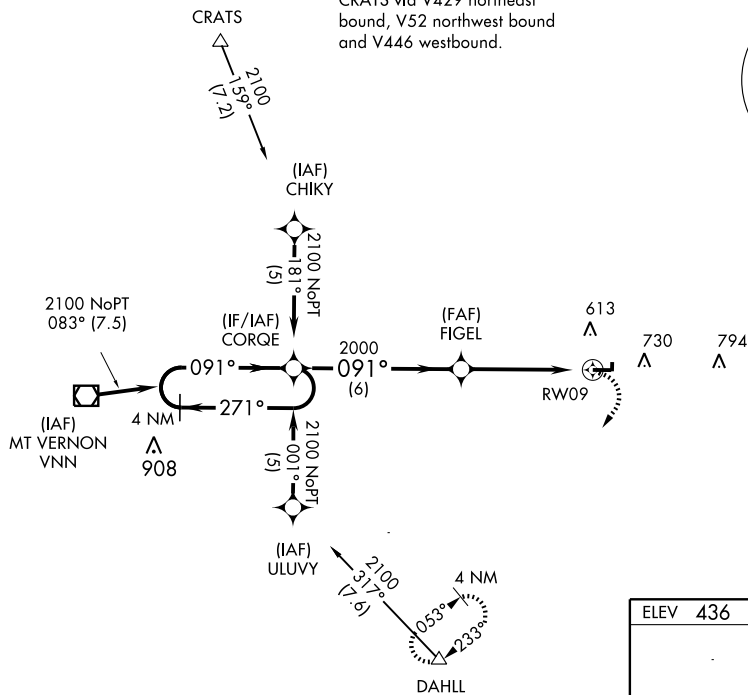 CRATS via V429 northeast
bound, V52 northwest bound
and V446 westbound.
CRATS
2100
159°
(7.2)
(IAF)
CHIKY
2100 NoPT
181°
(5)
2100 NoPT
083° (7.5)
(IF/IAF)
CORQE
(FAF)
FIGEL
613
730
794
091°
2000
091°
(6)
RW09
271°
4 NM
(IAF)
MT VERNON
VNN
908
2100 NoPT
001°
(5)
(IAF)
ULUVY
2100
317°
(7.6)
4 NM
053°
233°
DAHLL
ELEV 436